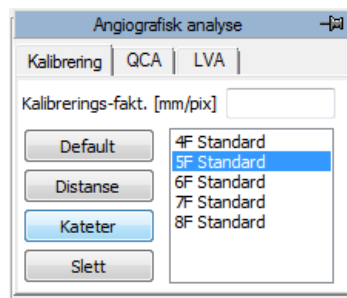 Angiografisk analyse
Kalibrering QCA LVA
Kalibrerings-fakt. [mm/pix]
Default
Distanse
Kateter
Slett
4F Standard
5F Standard
6F Standard
7F Standard
8F Standard